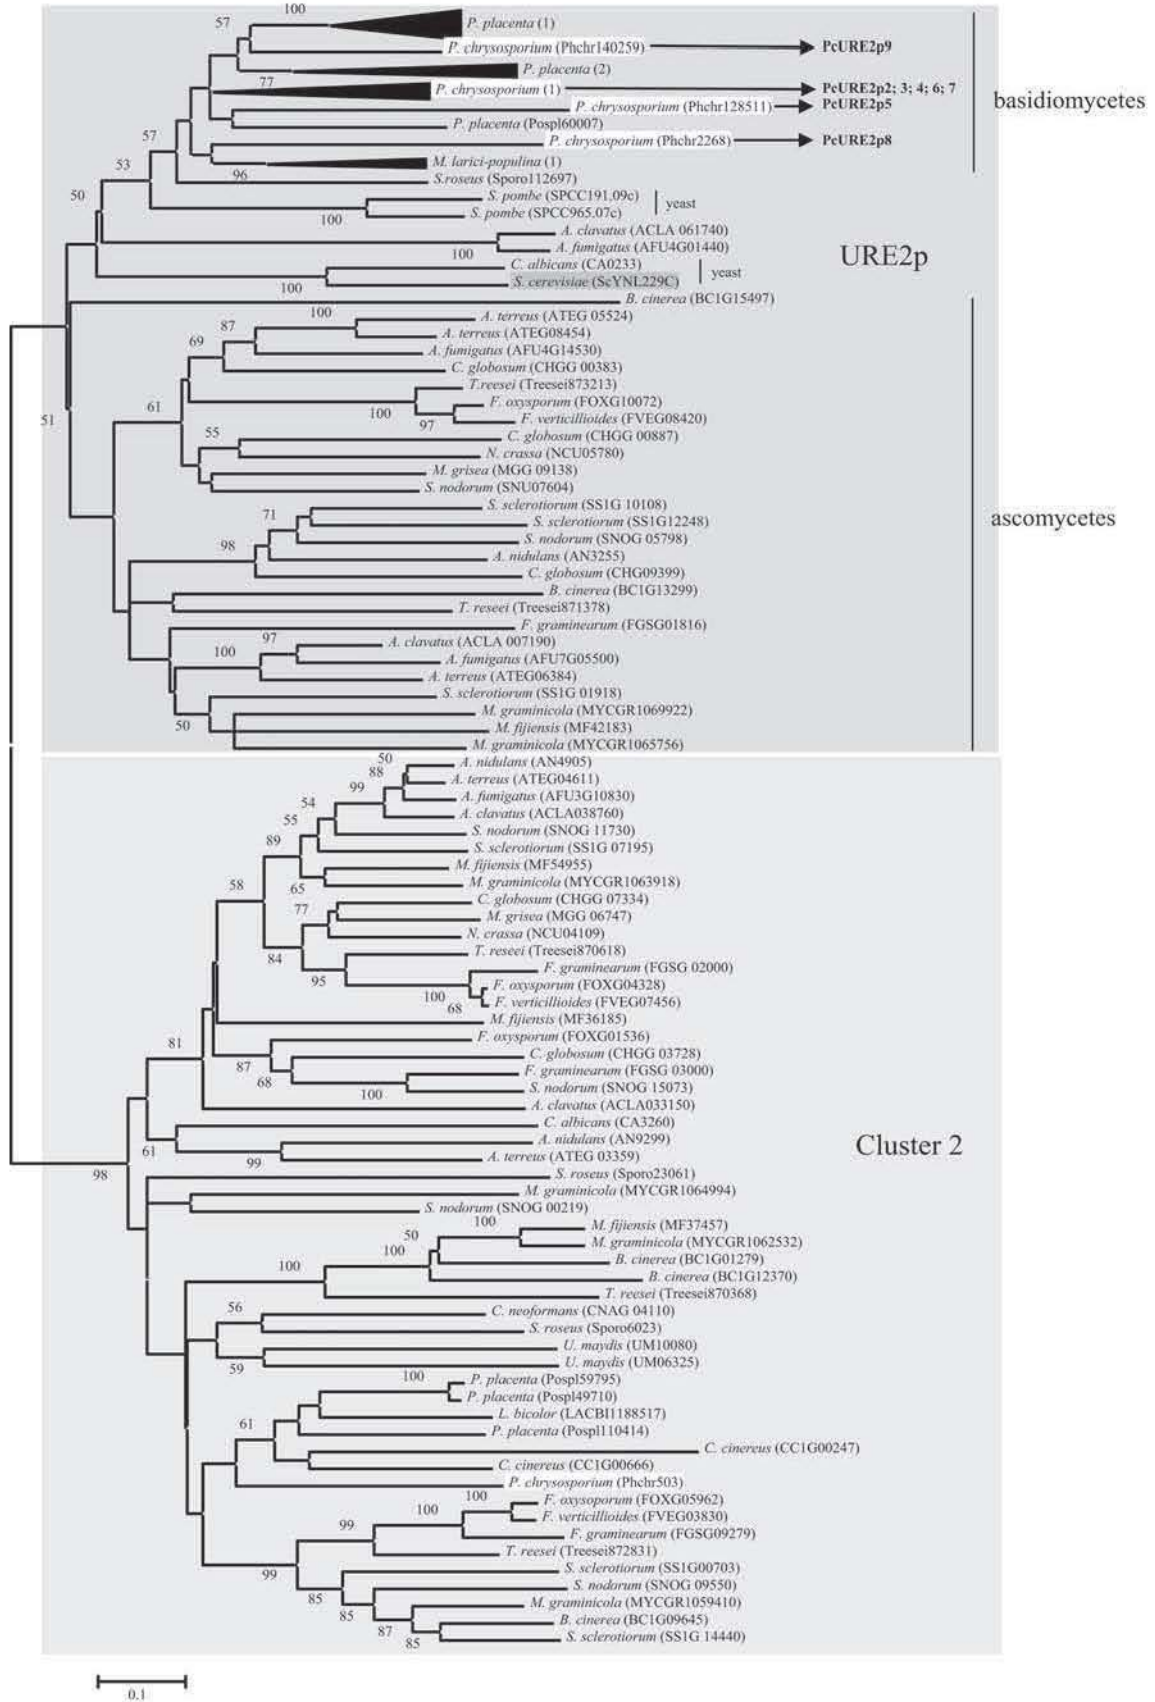 100
57
P. placenta (1)
P. chrysosporium (Phchr140259) PcURE2p9
P. placenta (2)
77
P. chrysosporium (1) PcURE2p2; 3; 4; 6; 7
basidiomycetes
P. chrysosporium (Phchr128511) PcURE2p5
P. placenta (Pospl60007)
57
P. chrysosporium (Phchr2268) PcURE2p8
53
M. larici-populina (1)
96
S.roseus (Sporo112697)
50
S. pombe (SPCC191.09c)
yeast
100
S. pombe (SPCC965.07c)
A. clavatus (ACLA 061740)
100
A. fumigatus (AFU4G01440)
URE2p
C. albicans (CA0233)
yeast
100
S. cerevisiae (ScYNL229C)
B. cinerea (BC1G15497)
100
A. terreus (ATEG 05524)
87
A. terreus (ATEG08454)
69
A. fumigatus (AFU4G14530)
C. globosum (CHGG 00383)
T.reesei (Treesei873213)
61
100
F. oxysporum (FOXG10072)
51
97
F. verticillioides (FVEG08420)
55
C. globosum (CHGG 00887)
N. crassa (NCU05780)
M. grisea (MGG 09138)
S. nodorum (SNU07604)
S. sclerotiorum (SS1G 10108)
71
S. sclerotiorum (SS1G12248)
ascomycetes
S. nodorum (SNOG 05798)
98
A. nidulans (AN3255)
C. globosum (CHG09399)
B. cinerea (BC1G13299)
T. reseei (Treesei871378)
F. graminearum (FGSG01816)
97
A. clavatus (ACLA 007190)
100
A. fumigatus (AFU7G05500)
A. terreus (ATEG06384)
S. sclerotiorum (SS1G 01918)
M. graminicola (MYCGR1069922)
50
M. fijiensis (MF42183)
M. graminicola (MYCGR1065756)
50
A. nidulans (AN4905)
88
A. terreus (ATEG04611)
99
A. fumigatus (AFU3G10830)
54
A. clavatus (ACLA038760)
55
S. nodorum (SNOG 11730)
89
S. sclerotiorum (SS1G 07195)
M. fijiensis (MF54955)
58
65
M. graminicola (MYCGR1063918)
C. globosum (CHGG 07334)
77
M. grisea (MGG 06747)
N. crassa (NCU04109)
84
T. reseei (Treesei870618)
95
F. graminearum (FGSG 02000)
F. oxysporum (FOXG04328)
100
68
F. verticillioides (FVEG07456)
M. fijiensis (MF36185)
81
F. oxysporum (FOXG01536)
C. globosum (CHGG 03728)
87
F. graminearum (FGSG 03000)
68
S. nodorum (SNOG 15073)
100
A. clavatus (ACLA033150)
C. albicans (CA3260)
A. nidulans (AN9299)
Cluster 2
61
99
A. terreus (ATEG 03359)
98
S. roseus (Sporo23061)
M. graminicola (MYCGR1064994)
S. nodorum (SNOG 00219)
100
M. fijiensis (MF37457)
50
M. graminicola (MYCGR1062532)
100
B. cinerea (BC1G01279)
100
B. cinerea (BC1G12370)
T. reesei (Treesei870368)
56
C. neoformans (CNAG 04110)
S. roseus (Sporo6023)
U. maydis (UM10080)
59
U. maydis (UM06325)
100
P. placenta (Pospl59795)
P. placenta (Pospl49710)
L. bicolor (LACBI1188517)
61
P. placenta (Pospl110414)
C. cinereus (CC1G00247)
C. cinereus (CC1G00666)
P. chrysosporium (Phchr503)
100
F. oxysoporum (FOXG05962)
100
F. verticillioides (FVEG03830)
99
F. graminearum (FGSG09279)
T. reesei (Treesei872831)
99
S. sclerotiorum (SS1G00703)
85
S. nodorum (SNOG 09550)
85
M. graminicola (MYCGR1059410)
87
B. cinerea (BC1G09645)
85
S. sclerotiorum (SS1G 14440)
0.1